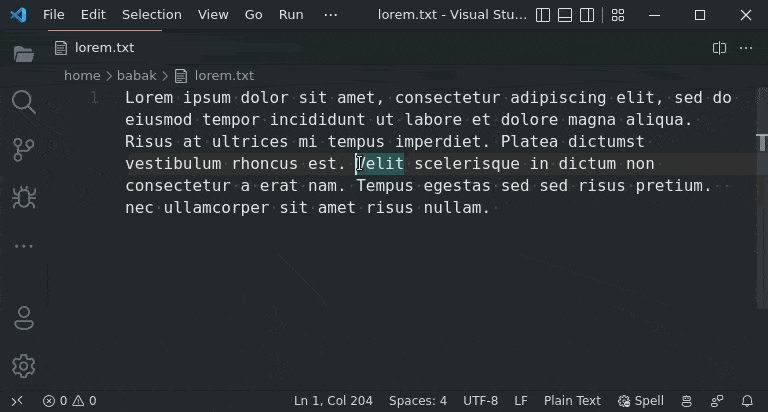 File Edit Selection View Go Run ··· lorem.txt - Visual Stu...
lorem.txt
home > babak > lorem.txt
1 Lorem ipsum dolor sit amet, consectetur adipiscing elit, sed do
eiusmod tempor incididunt ut labore et dolore magna aliqua.
Risus at ultrices mi tempus imperdiet. Platea dictumst
vestibulum rhoncus est. Velit scelerisque in dictum non
consectetur a erat nam. Tempus egestas sed sed risus pretium.
nec ullamcorper sit amet risus nullam.
0 0 Ln 1, Col 204 Spaces: 4 UTF-8 LF Plain Text Spell